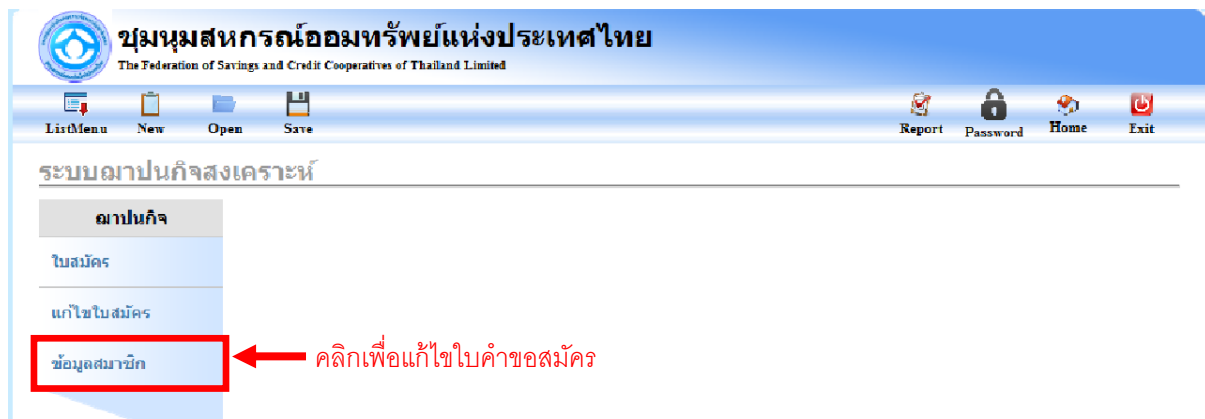 ชุมนุมสหกรณ์ออมทรัพย์แห่งประเทศไทย
The Federation of Savings and Credit Cooperatives of Thailand Limited
ListMenu New Open Save Report Password Home Exit
ระบบฌาปนกิจสงเคราะห์
ฌาปนกิจ
ใบสมัคร
แก้ไขใบสมัคร
ข้อมูลสมาชิก คลิกเพื่อแก้ไขใบคำขอสมัคร